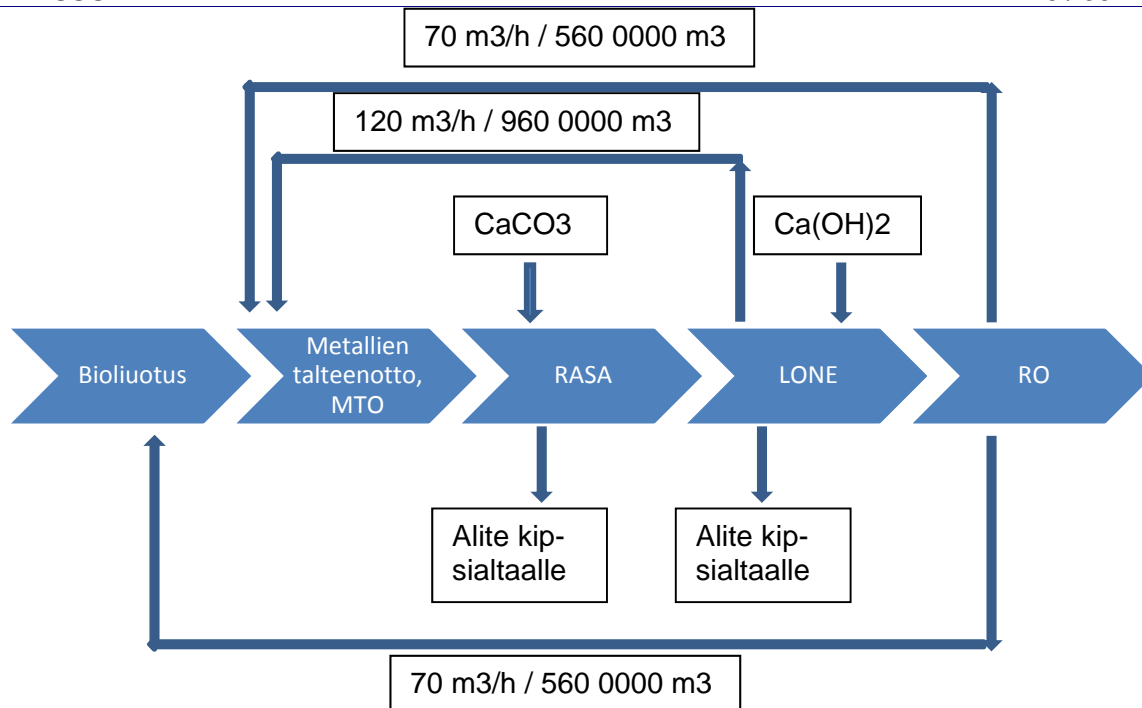 70 m3/h / 560 0000 m3
120 m3/h / 960 0000 m3
CaCO3
Ca(OH)2
Bioliuotus
Metallien
talteenotto,
MTO
RASA
LONE
RO
Alite kip-
sialtaalle
Alite kip-
sialtaalle
70 m3/h / 560 0000 m3